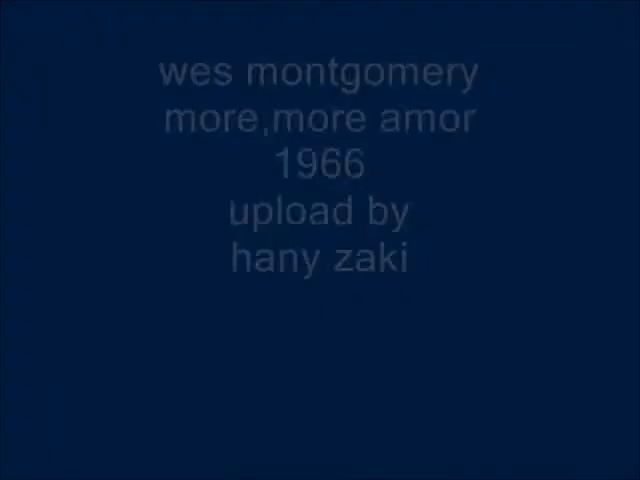 wes montgomery
more,more amor
1966
upload by
hany zaki